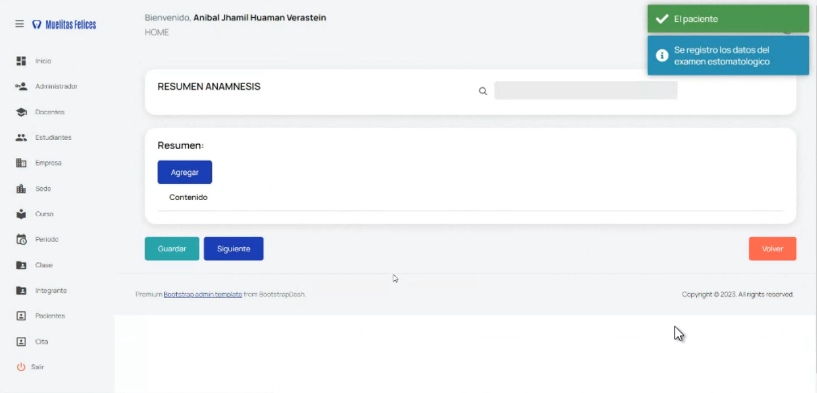 Muelitas Felices
Bienvenido, Anibal Jhamil Huaman Verastein
HOME
El paciente
Se registro los datos del
examen estomatologico
Inicio
Administrador
Docentes
Estudiantes
Empresa
Sede
Curso
Periodo
Clase
Integrante
Pacientes
Cita
Salir
RESUMEN ANAMNESIS
Resumen:
Agregar
Contenido
Guardar
Siguiente
Volver
Premium Bootstrap admin template from BootstrapDash.
Copyright © 2023. All rights reserved.